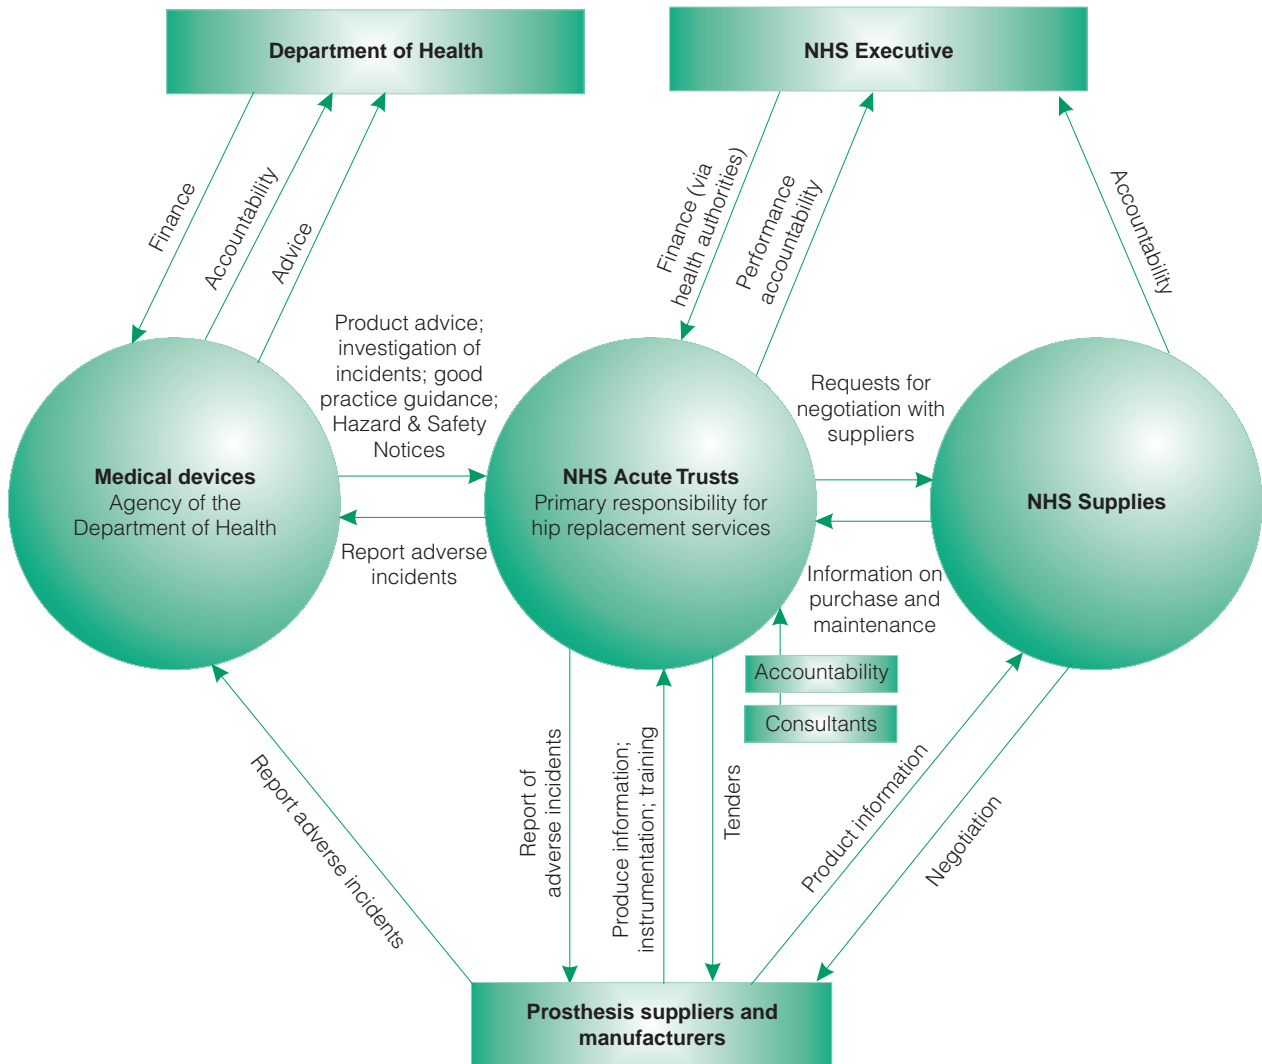 Department of Health
NHS Executive
Finance
Accountability
Advice
Finance (via
health authorities)
Performance
accountability
Accountability
Product advice;
investigation of
incidents; good
practice guidance;
Hazard & Safety
Notices
Requests for
negotiation with
suppliers
Medical devices
Agency of the
Department of Health
NHS Acute Trusts
Primary responsibility for
hip replacement services
NHS Supplies
Report adverse
incidents
Information on
purchase and
maintenance
Accountability
Consultants
Report adverse incidents
Report of
adverse incidents
Produce information;
instrumentation; training
Tenders
Product information
Negotiation
Prosthesis suppliers and
manufacturers